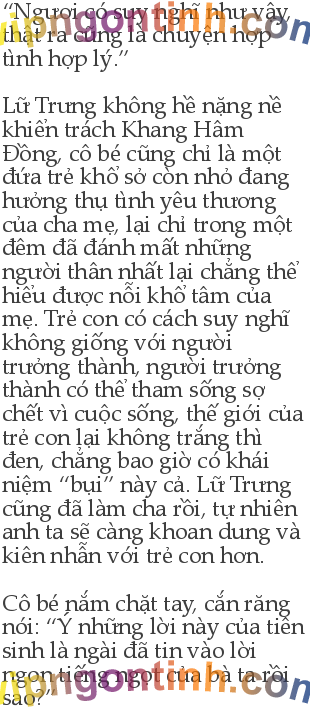 “Ngươi có suy nghĩ như vậy,
thật ra cũng là chuyện hợp
tình hợp lý.”
Lữ Trưng không hề nặng nề
khiển trách Khang Hâm
Đồng, cô bé cũng chỉ là một
đứa trẻ khổ sở còn nhỏ đang
hưởng thụ tình yêu thương
của cha mẹ, lại chỉ trong một
đêm đã đánh mất những
người thân nhất lại chẳng thể
hiểu được nỗi khổ tâm của
mẹ. Trẻ con có cách suy nghĩ
không giống với người
trưởng thành, người trưởng
thành có thể tham sống sợ
chết vì cuộc sống, thế giới của
trẻ con lại không trắng thì
đen, chẳng bao giờ có khái
niệm “bụi” này cả. Lữ Trưng
cũng đã làm cha rồi, tự nhiên
anh ta sẽ càng khoan dung và
kiên nhẫn với trẻ con hơn.
Cô bé nắm chặt tay, cắn răng
nói: “Ý những lời này của tiên
sinh là ngài đã tin vào lời
ngon tiếng ngọt của bà ta rồi
sao?”
vipngontinh.com
vipngontinh.com